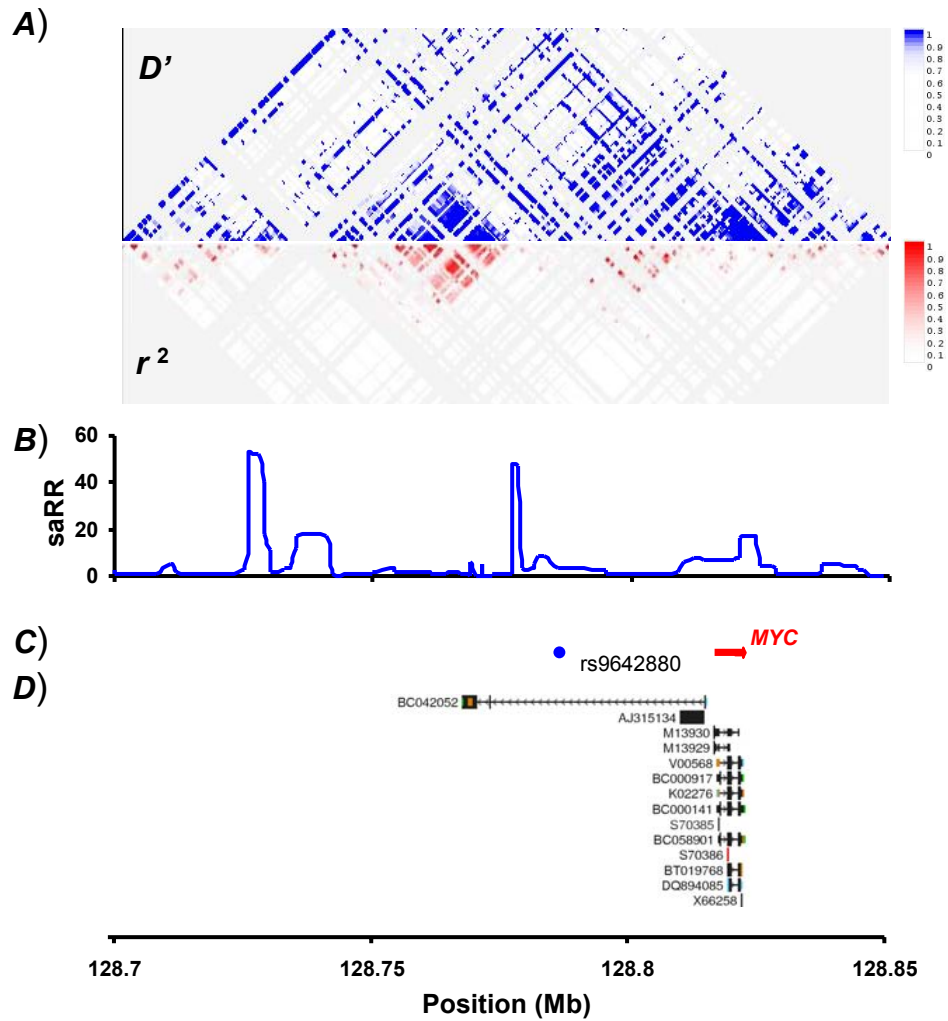 A)
D’
1
0.9
0.8
0.7
0.6
0.5
0.4
0.3
0.2
0.1
0
r 2
1
0.9
0.8
0.7
0.6
0.5
0.4
0.3
0.2
0.1
0
B)
saRR
60
40
20
0
C)
MYC
rs9642880
D)
BC042052
AJ315134
M13930
M13929
V00568
BC000917
K02276
BC000141
S70385
BC058901
S70386
BT019768
DQ894085
X66258
128.7 128.75 128.8 128.85
Position (Mb)